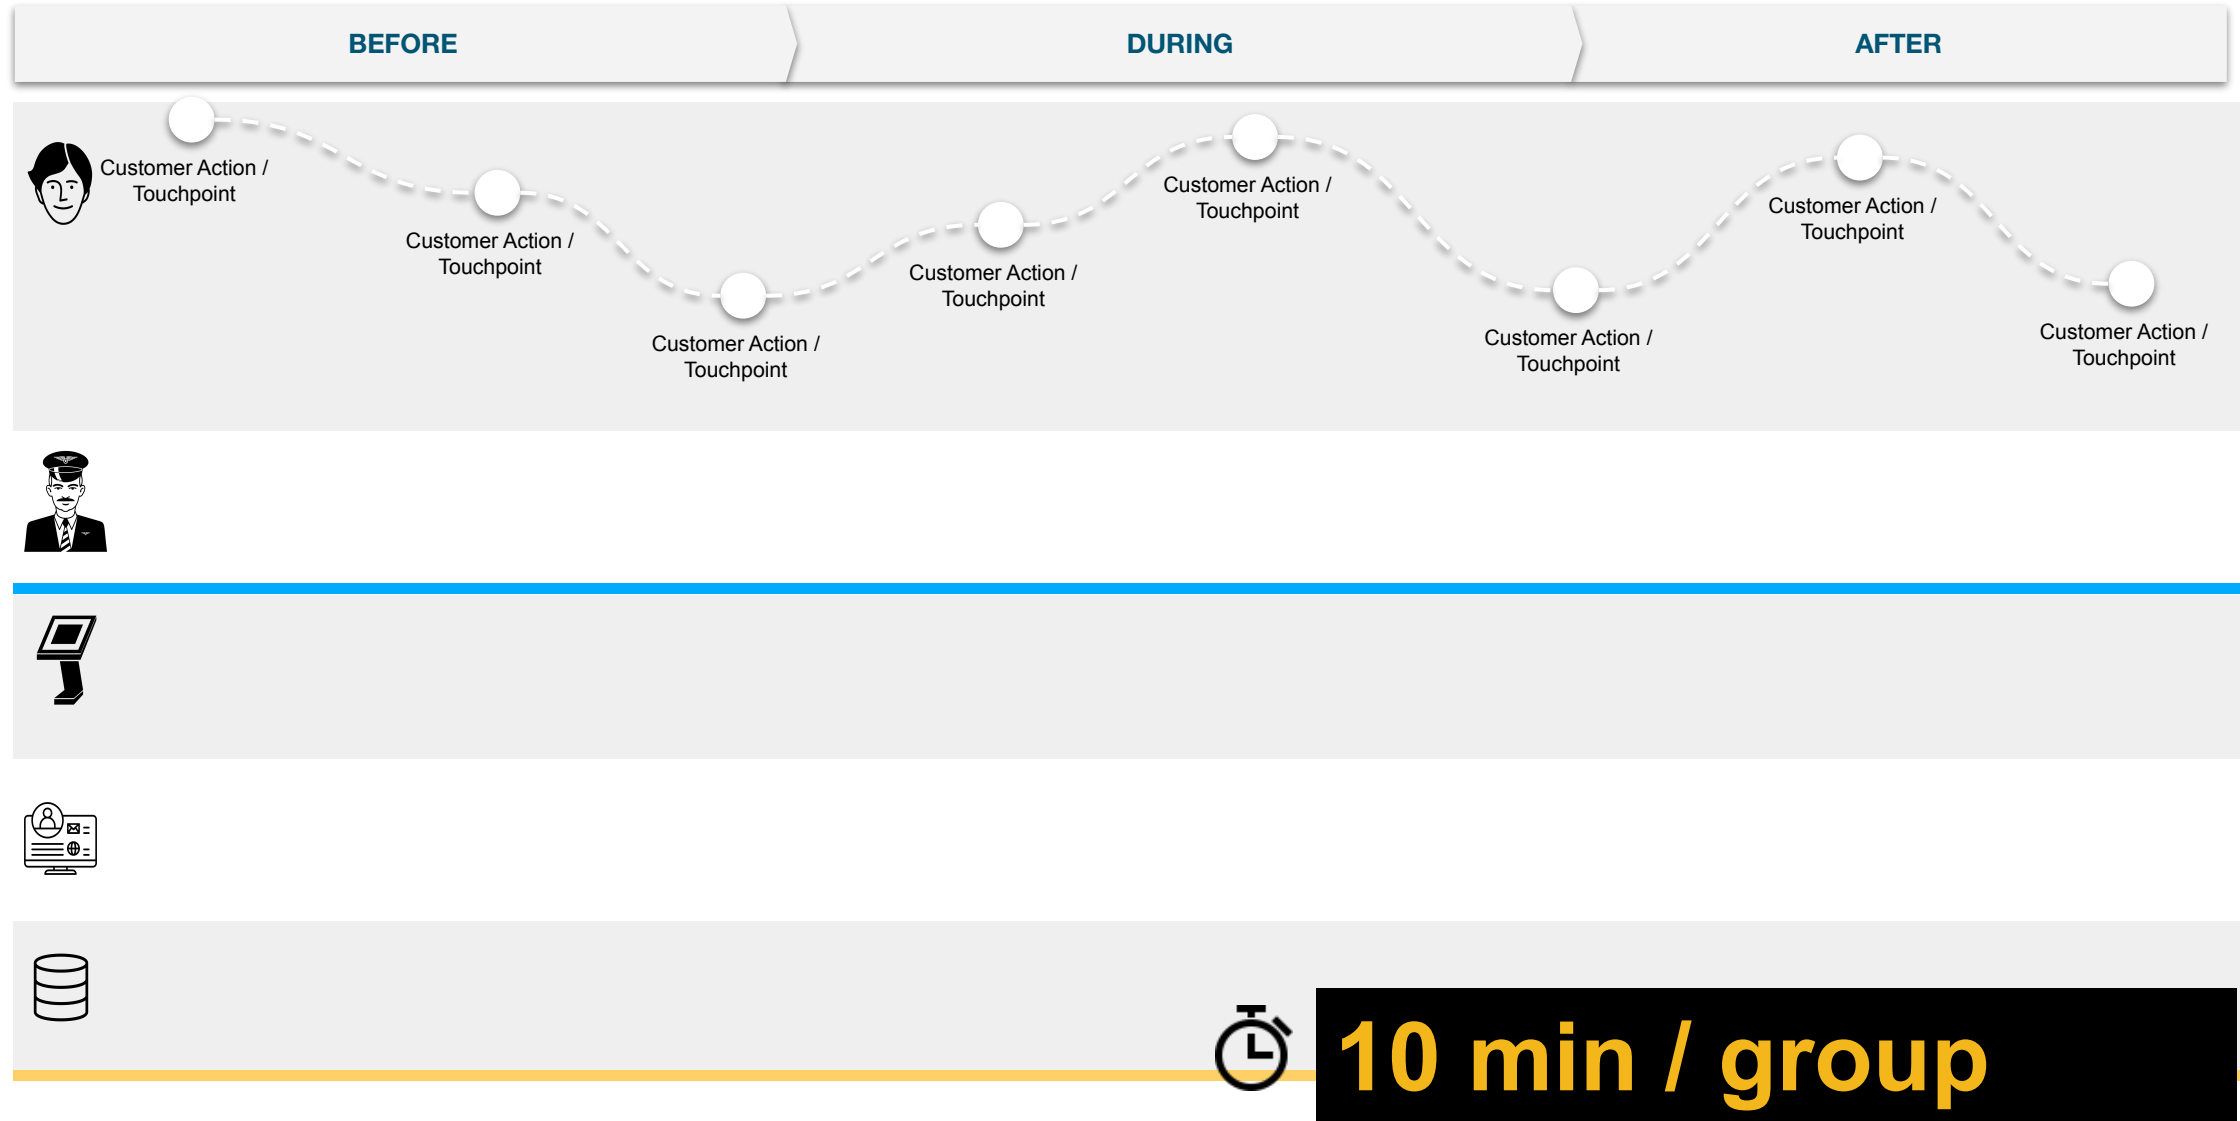 BEFORE
DURING
AFTER
Customer Action /
Touchpoint
Customer Action /
Touchpoint
Customer Action /
Touchpoint
Customer Action /
Touchpoint
Customer Action /
Touchpoint
Customer Action /
Touchpoint
Customer Action /
Touchpoint
Customer Action /
Touchpoint
10 min / group